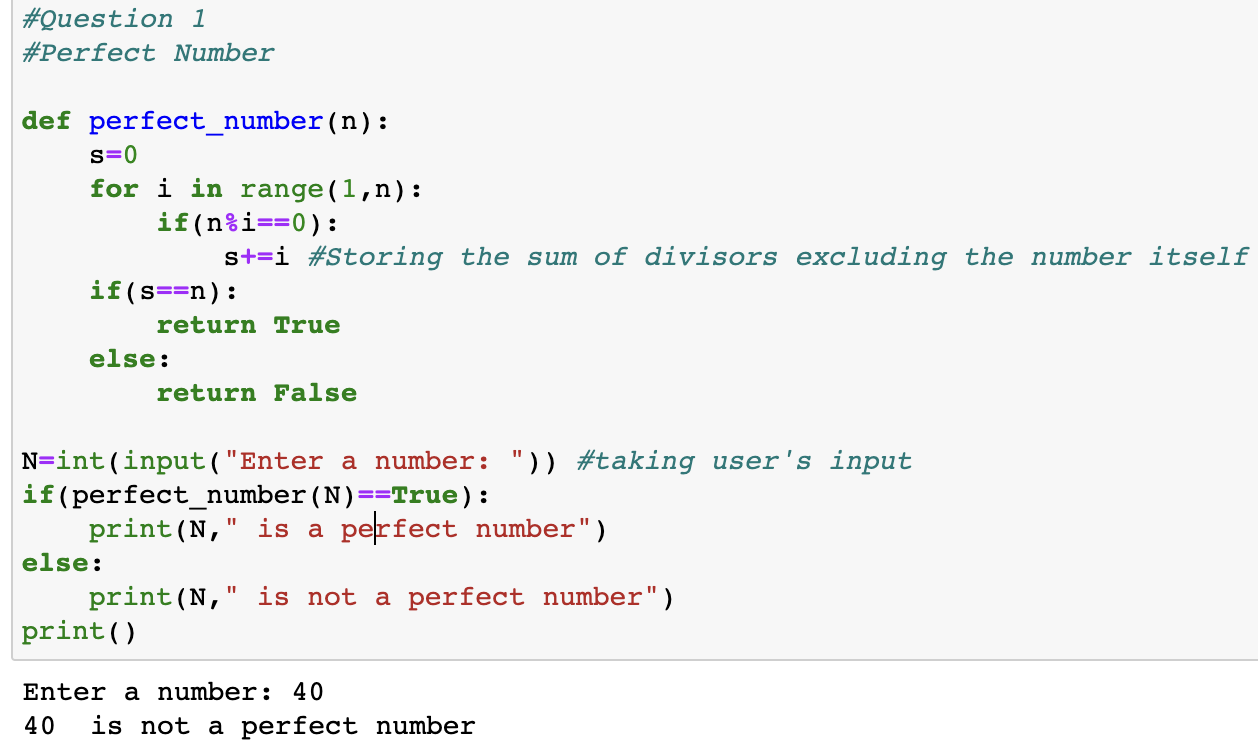 #Question 1
#Perfect Number

def perfect_number(n):
    s=0
    for i in range(1,n):
        if(n%i==0):
            s+=i #Storing the sum of divisors excluding the number itself
    if(s==n):
        return True
    else:
        return False

N=int(input("Enter a number: ")) #taking user's input
if(perfect_number(N)==True):
    print(N," is a perfect number")
else:
    print(N," is not a perfect number")
print()
Enter a number: 40
40  is not a perfect number